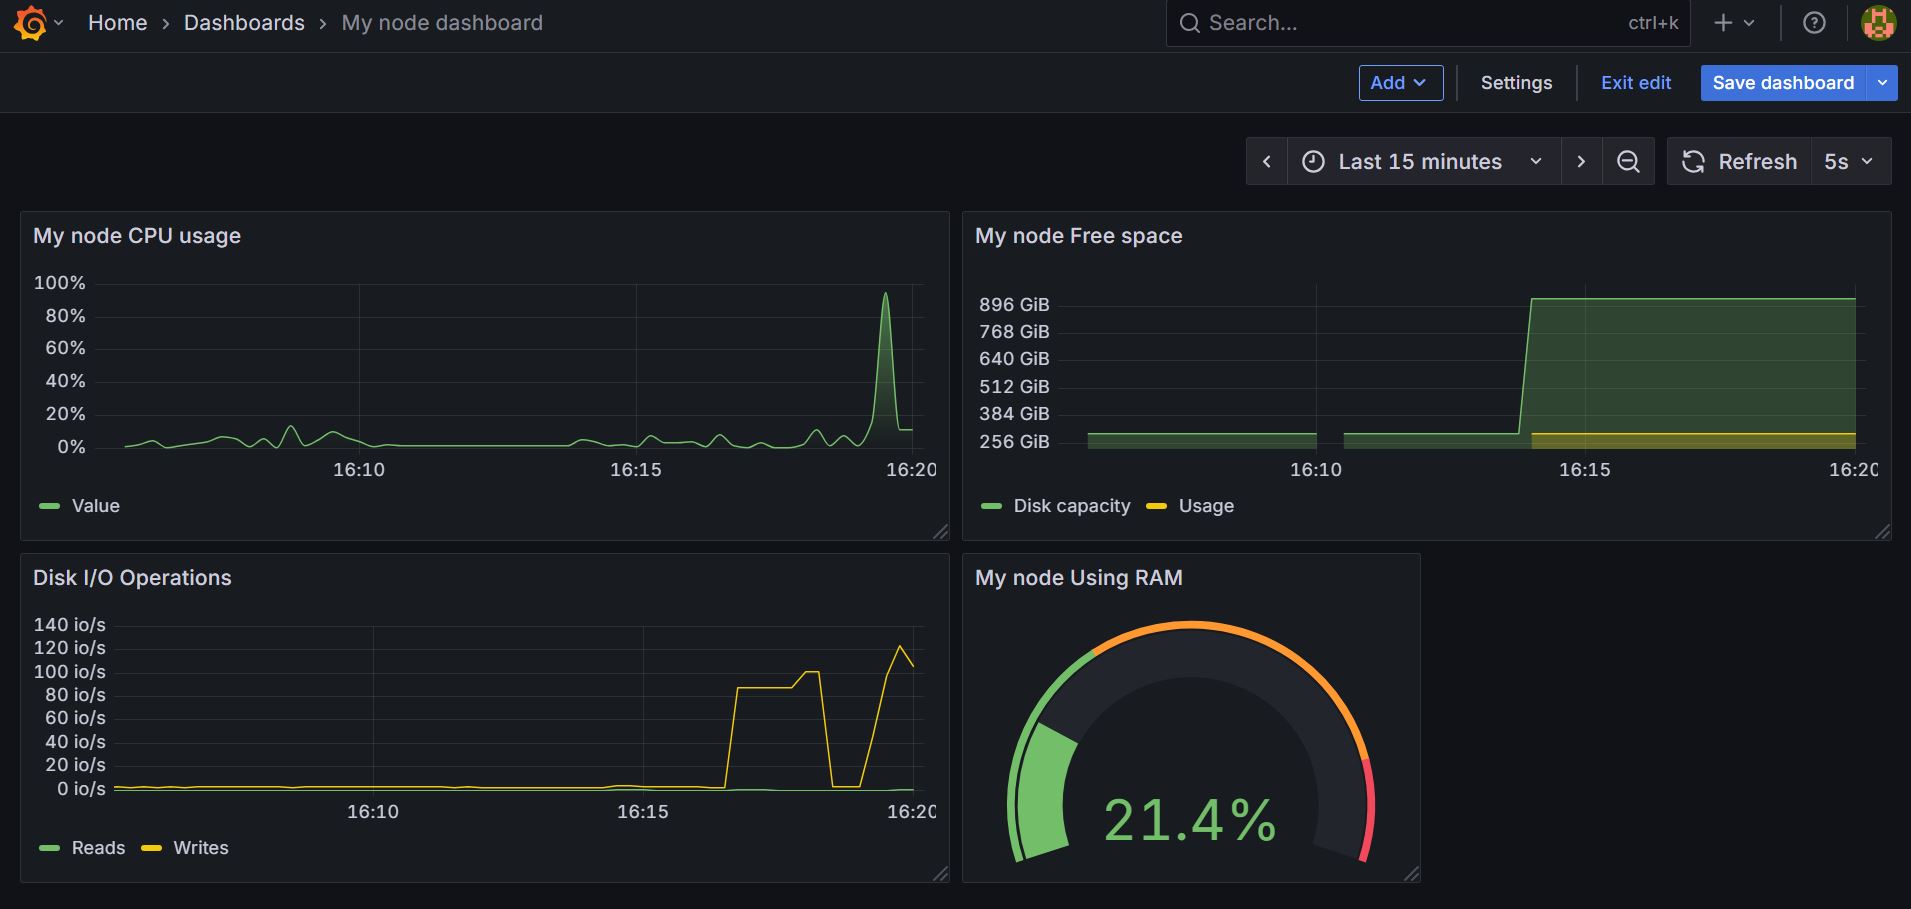 Home › Dashboards › My node dashboard
Search...
ctrl+k
Add
Settings
Exit edit
Save dashboard
Last 15 minutes
Refresh
5s
My node CPU usage
100%
80%
60%
40%
20%
0%
16:10
16:15
16:20
Value
My node Free space
896 GiB
768 GiB
640 GiB
512 GiB
384 GiB
256 GiB
16:10
16:15
16:20
Disk capacity
Usage
Disk I/O Operations
140 io/s
120 io/s
100 io/s
80 io/s
60 io/s
40 io/s
20 io/s
0 io/s
16:10
16:15
16:20
Reads
Writes
My node Using RAM
21.4%